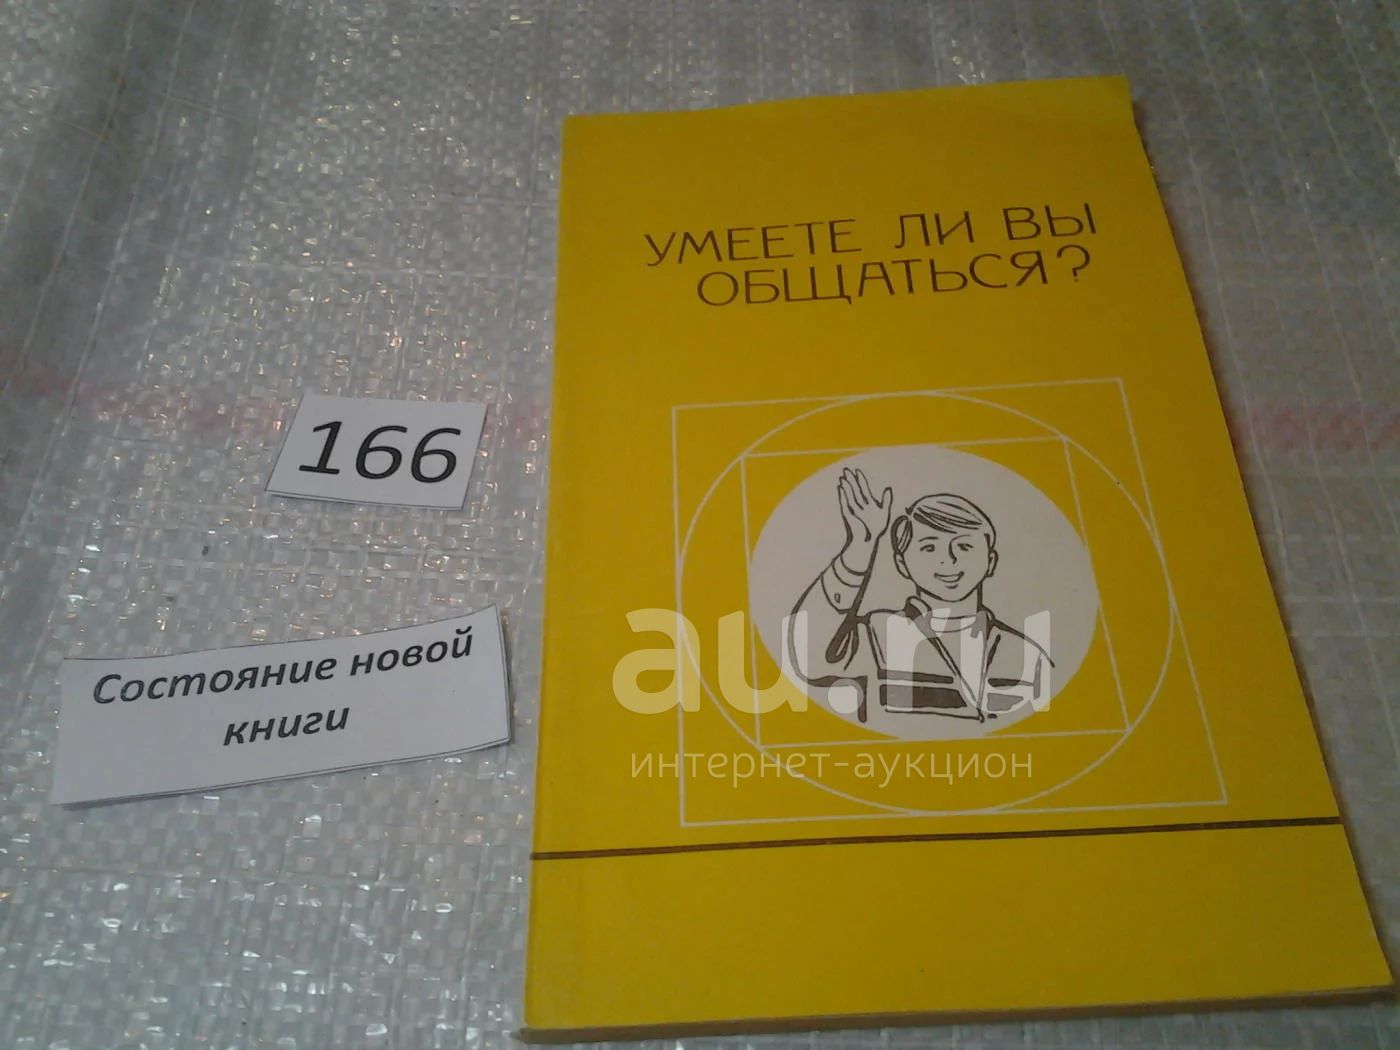 УМЕЕТЕ ЛИ ВЫ
ОБЩАТЬСЯ?
166
Состояние новой
книги
au.ru
интернет-аукцион